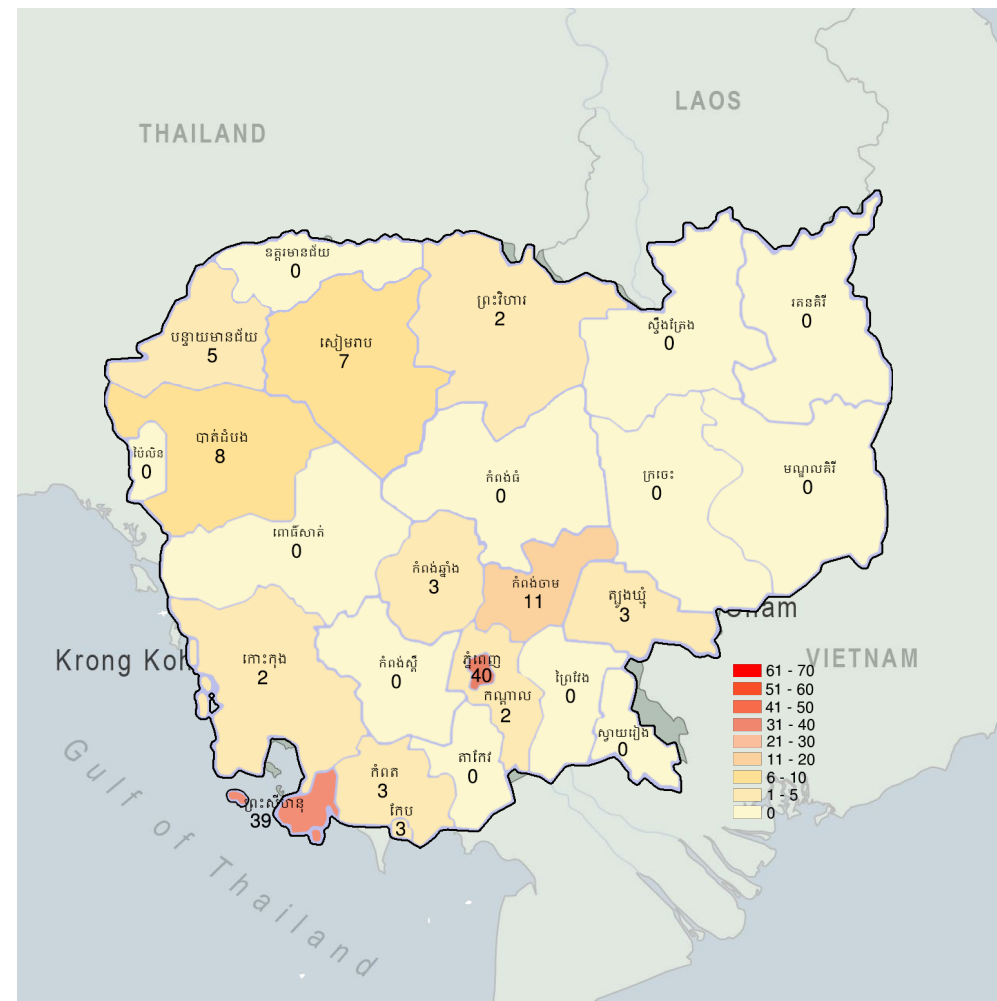 LAOS
THAILAND
ឧត្តរមានជ័យ
0
ព្រះវិហារ
2
រតនគិរី
0
ស្ទឹងត្រែង
0
បន្ទាយមានជ័យ
5
សៀមរាប
7
បាត់ដំបង
8
ប៉ៃលិន
0
កំពង់ធំ
0
ក្រចេះ
0
មណ្ឌលគិរី
0
ពោធិ៍សាត់
0
កំពង់ឆ្នាំង
3
កំពង់ចាម
11
ត្បូងឃ្មុំ
3
កោះកុង
2
កំពង់ស្ពឺ
0
ភ្នំពេញ
40
កណ្តាល
2
ព្រៃវែង
0
ស្វាយរៀង
0
តាកែវ
0
កំពត
3
កែប
3
ព្រះសីហនុ
39
Krong Koh
VIETNAM
Gulf of Thailand
61 - 70
51 - 60
41 - 50
31 - 40
21 - 30
11 - 20
6 - 10
1 - 5
0